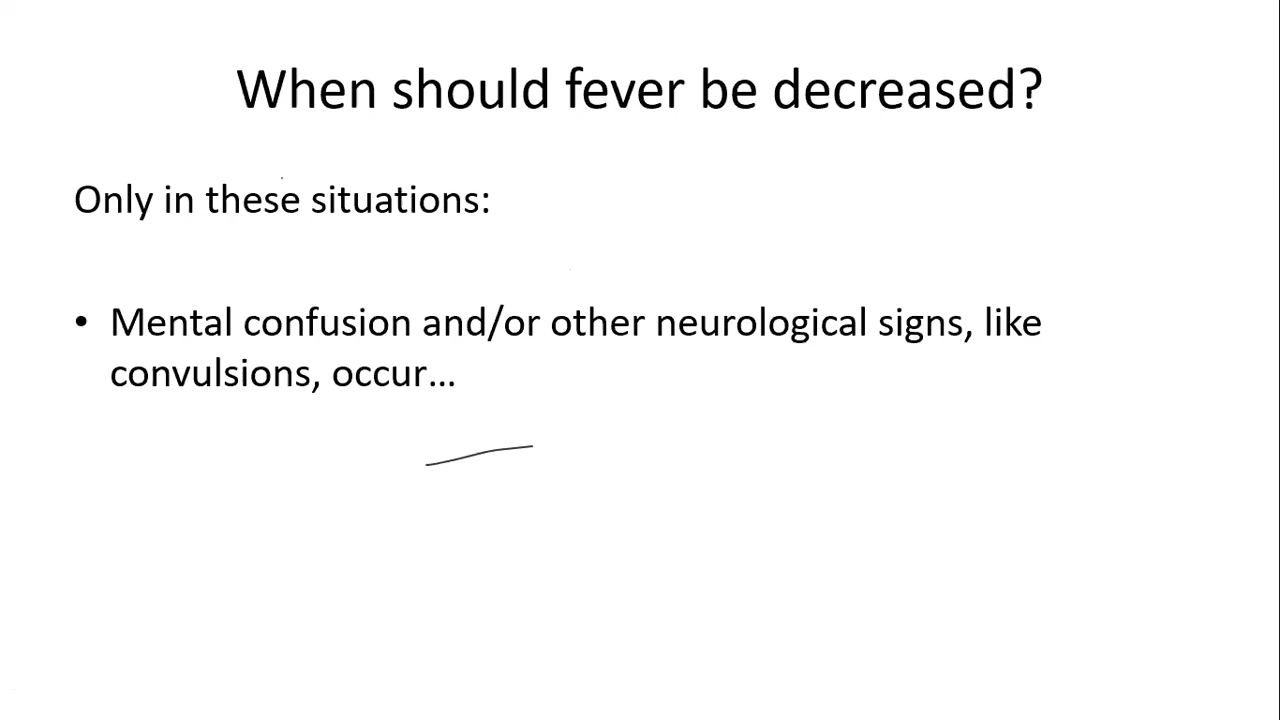 When should fever be decreased?
Only in these situations:
• Mental confusion and/or other neurological signs, like
convulsions, occur…